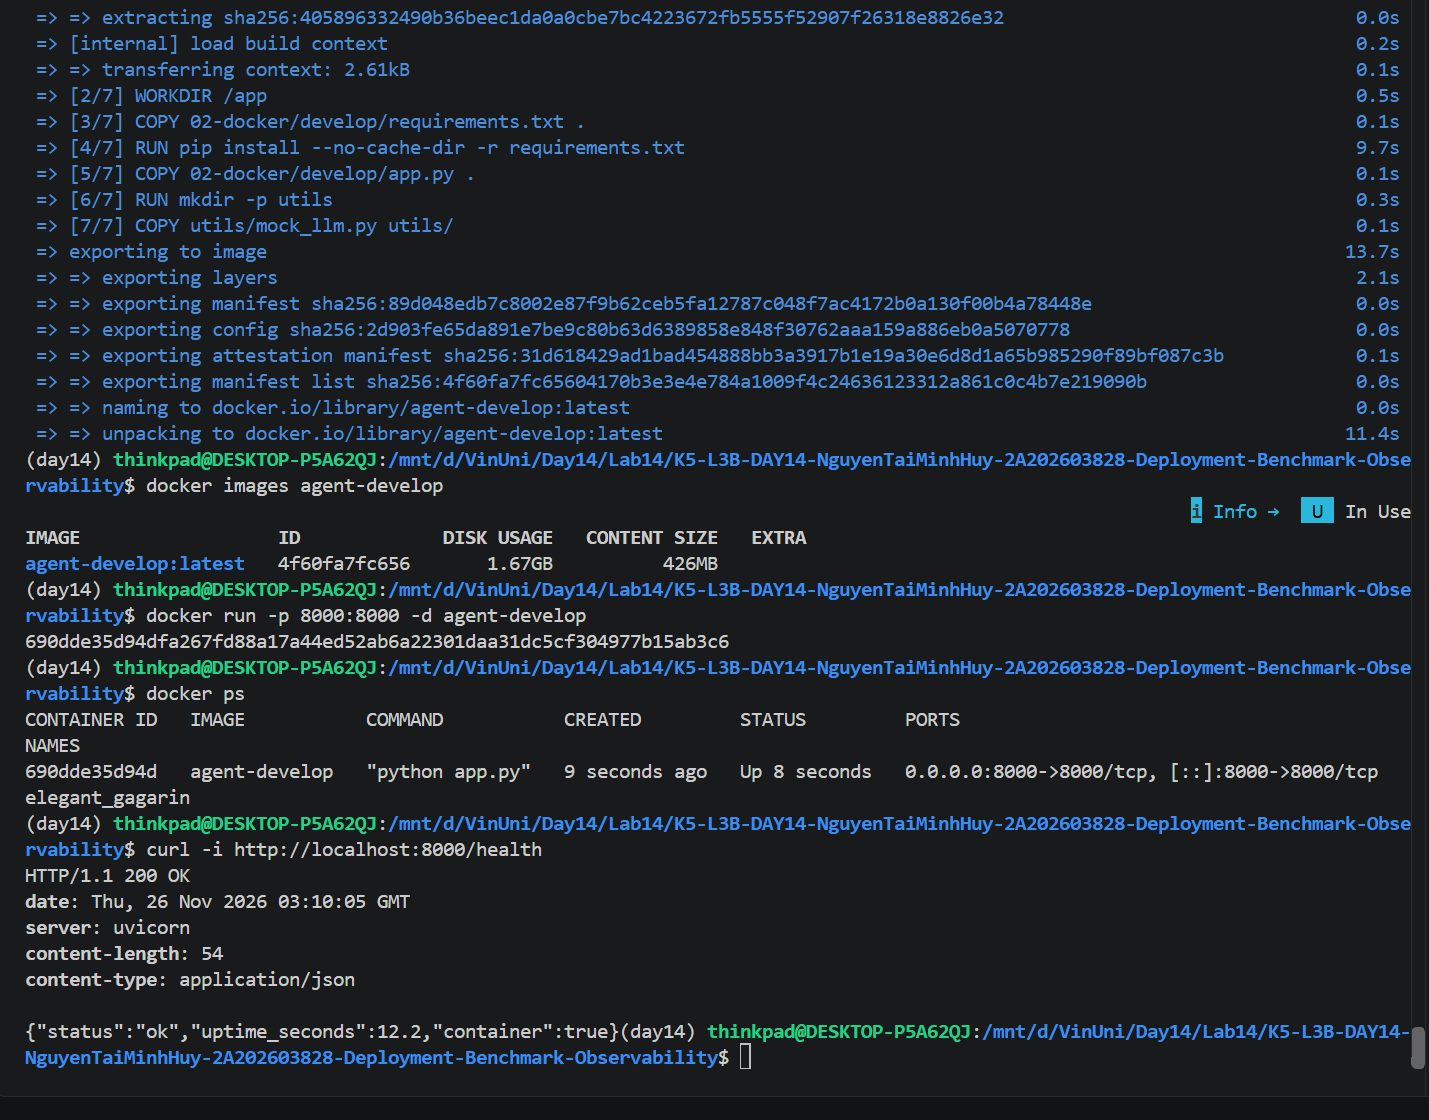 => => extracting sha256:405896332490b36beec1da0a0cbe7bc4223672fb5555f52907f26318e8826e32 0.0s
=> [internal] load build context 0.2s
=> => transferring context: 2.61kB 0.1s
=> [2/7] WORKDIR /app 0.5s
=> [3/7] COPY 02-docker/develop/requirements.txt . 0.1s
=> [4/7] RUN pip install --no-cache-dir -r requirements.txt 9.7s
=> [5/7] COPY 02-docker/develop/app.py . 0.1s
=> [6/7] RUN mkdir -p utils 0.3s
=> [7/7] COPY utils/mock_llm.py utils/ 0.1s
=> exporting to image 13.7s
=> => exporting layers 2.1s
=> => exporting manifest sha256:89d048edb7c8002e87f9b62ceb5fa12787c048f7ac4172b0a130f00b4a78448e 0.0s
=> => exporting config sha256:2d903fe65da891e7be9c80b63d6389858e848f30762aaa159a886eb0a5070778 0.0s
=> => exporting attestation manifest sha256:31d618429ad1bad454888bb3a3917b1e19a30e6d8d1a65b985290f89bf087c3b 0.1s
=> => exporting manifest list sha256:4f60fa7fc65604170b3e3e4e784a1009f4c24636123312a861c0c4b7e219090b 0.0s
=> => naming to docker.io/library/agent-develop:latest 0.0s
=> => unpacking to docker.io/library/agent-develop:latest 11.4s
(day14) thinkpad@DESKTOP-P5A62QJ:/mnt/d/VinUni/Day14/Lab14/K5-L3B-DAY14-NguyenTaiMinhHuy-2A202603828-Deployment-Benchmark-Obse
rvability$ docker images agent-develop
i Info → U In Use
IMAGE ID DISK USAGE CONTENT SIZE EXTRA
agent-develop:latest 4f60fa7fc656 1.67GB 426MB
(day14) thinkpad@DESKTOP-P5A62QJ:/mnt/d/VinUni/Day14/Lab14/K5-L3B-DAY14-NguyenTaiMinhHuy-2A202603828-Deployment-Benchmark-Obse
rvability$ docker run -p 8000:8000 -d agent-develop
690dde35d94dfa267fd88a17a44ed52ab6a22301daa31dc5cf304977b15ab3c6
(day14) thinkpad@DESKTOP-P5A62QJ:/mnt/d/VinUni/Day14/Lab14/K5-L3B-DAY14-NguyenTaiMinhHuy-2A202603828-Deployment-Benchmark-Obse
rvability$ docker ps
CONTAINER ID IMAGE COMMAND CREATED STATUS PORTS
NAMES
690dde35d94d agent-develop "python app.py" 9 seconds ago Up 8 seconds 0.0.0.0:8000->8000/tcp, [::]:8000->8000/tcp
elegant_gagarin
(day14) thinkpad@DESKTOP-P5A62QJ:/mnt/d/VinUni/Day14/Lab14/K5-L3B-DAY14-NguyenTaiMinhHuy-2A202603828-Deployment-Benchmark-Obse
rvability$ curl -i http://localhost:8000/health
HTTP/1.1 200 OK
date: Thu, 26 Nov 2026 03:10:05 GMT
server: uvicorn
content-length: 54
content-type: application/json
{"status":"ok","uptime_seconds":12.2,"container":true}(day14) thinkpad@DESKTOP-P5A62QJ:/mnt/d/VinUni/Day14/Lab14/K5-L3B-DAY14-
NguyenTaiMinhHuy-2A202603828-Deployment-Benchmark-Observability$